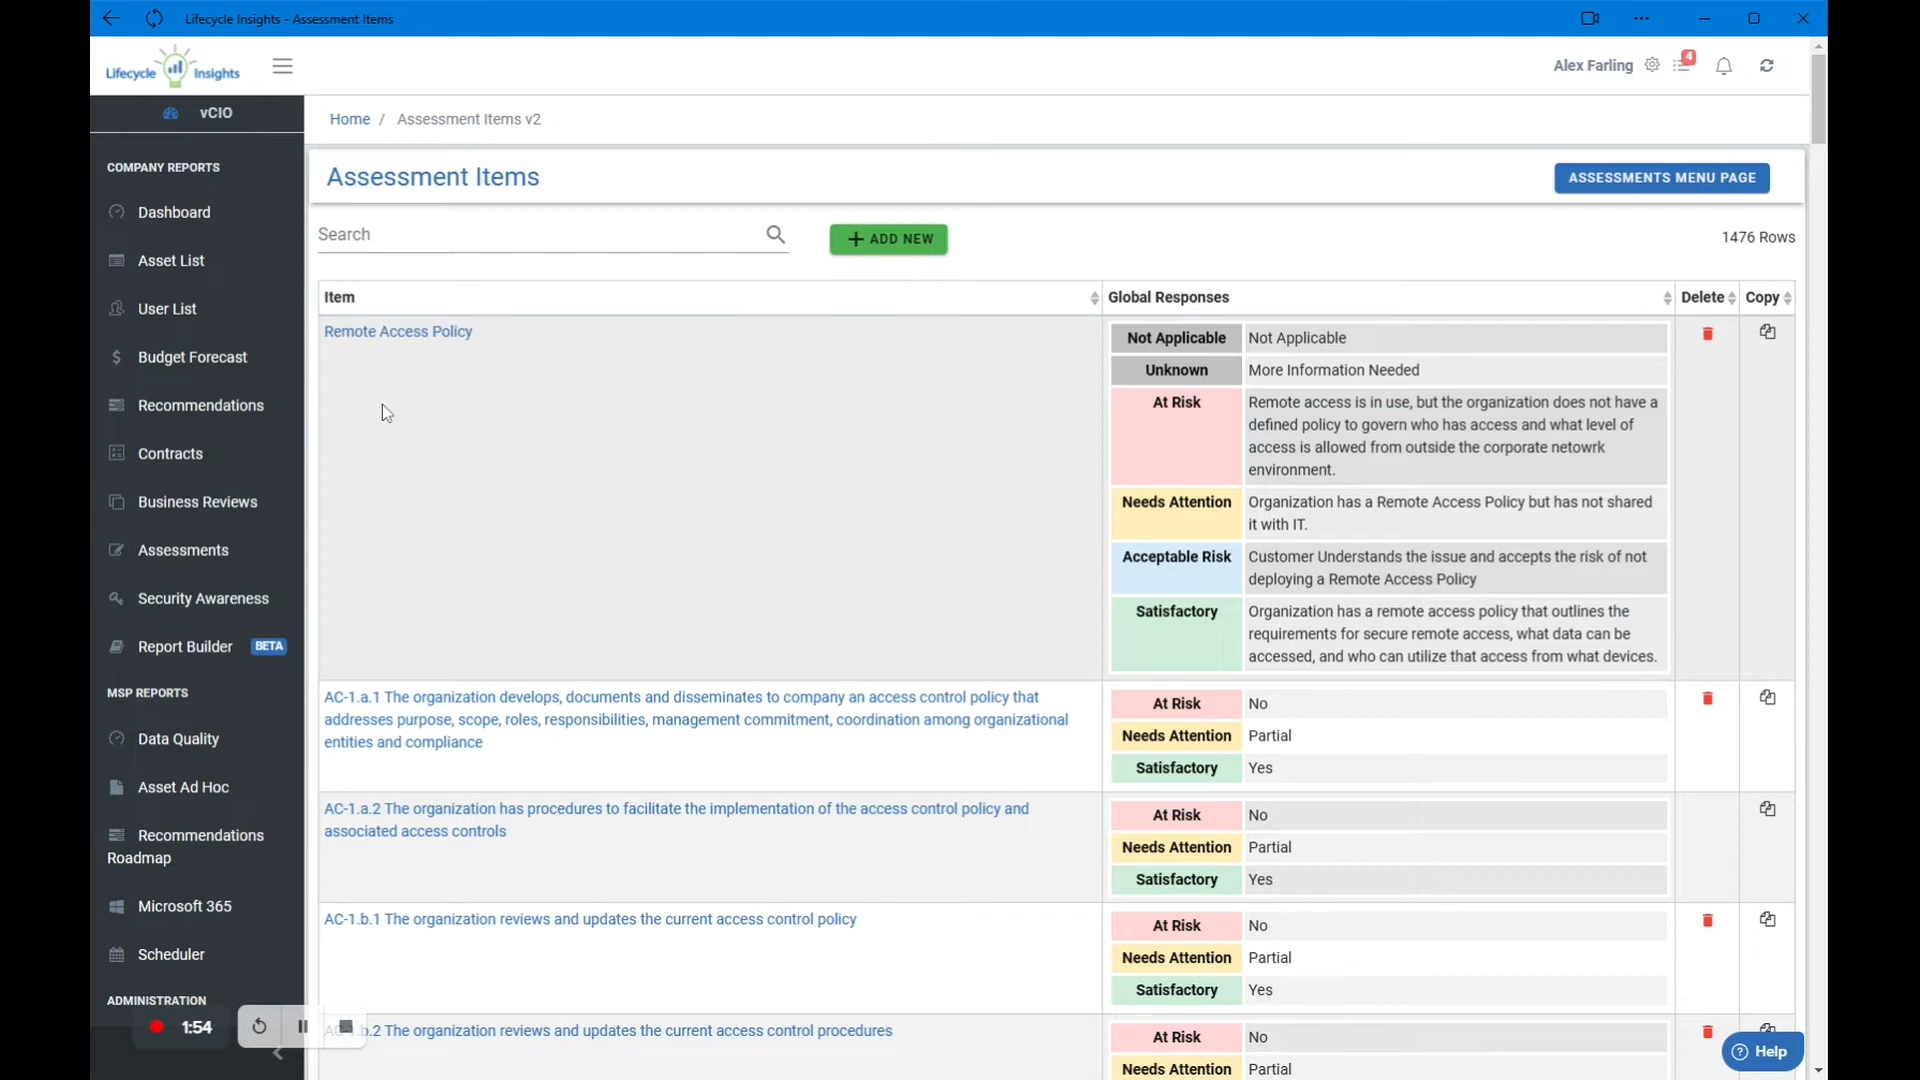 Lifecycle Insights - Assessment Items
Lifecycle Insights
Alex Farling
4
vCIO
Home / Assessment Items v2
COMPANY REPORTS
Dashboard
Asset List
User List
Budget Forecast
Recommendations
Contracts
Business Reviews
Assessments
Security Awareness
Report Builder BETA
MSP REPORTS
Data Quality
Asset Ad Hoc
Recommendations
Roadmap
Microsoft 365
Scheduler
ADMINISTRATION
1:54
Assessment Items
ASSESSMENTS MENU PAGE
Search
ADD NEW
1476 Rows
Item
Global Responses
Delete
Copy
Remote Access Policy
Not Applicable
Not Applicable
Unknown
More Information Needed
At Risk
Remote access is in use, but the organization does not have a
defined policy to govern who has access and what level of
access is allowed from outside the corporate netowrk
environment.
Needs Attention
Organization has a Remote Access Policy but has not shared
it with IT.
Acceptable Risk
Customer Understands the issue and accepts the risk of not
deploying a Remote Access Policy
Satisfactory
Organization has a remote access policy that outlines the
requirements for secure remote access, what data can be
accessed, and who can utilize that access from what devices.
AC-1.a.1 The organization develops, documents and disseminates to company an access control policy that
addresses purpose, scope, roles, responsibilities, management commitment, coordination among organizational
entities and compliance
At Risk
No
Needs Attention
Partial
Satisfactory
Yes
AC-1.a.2 The organization has procedures to facilitate the implementation of the access control policy and
associated access controls
At Risk
No
Needs Attention
Partial
Satisfactory
Yes
AC-1.b.1 The organization reviews and updates the current access control policy
At Risk
No
Needs Attention
Partial
Satisfactory
Yes
AC-1.b.2 The organization reviews and updates the current access control procedures
At Risk
No
Needs Attention
Partial
Help